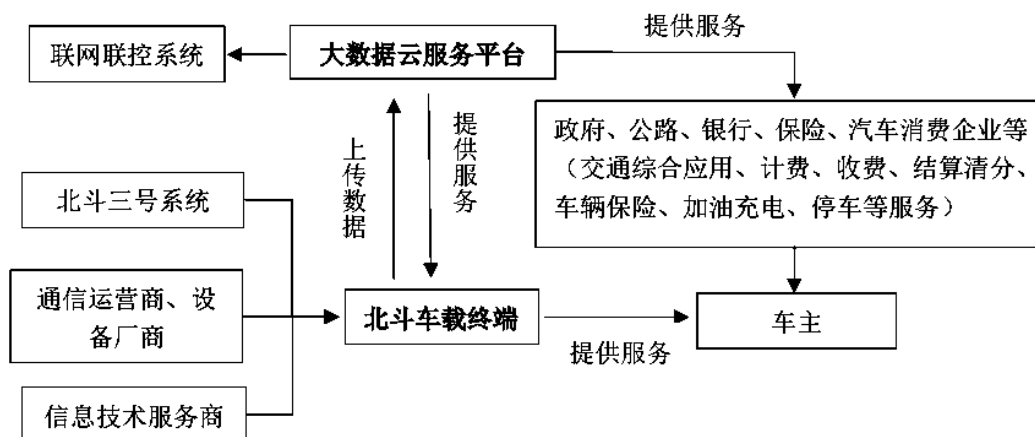 提供服务
联网联控系统
大数据云服务平台
政府、公路、银行、保险、汽车消费企业等
（交通综合应用、计费、收费、结算清分、
车辆保险、加油充电、停车等服务）
上传数据
提供服务
北斗三号系统
通信运营商、设
备厂商
北斗车载终端
车主
提供服务
信息技术服务商